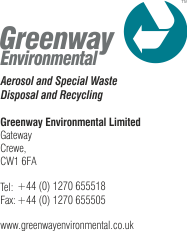 TM
Greenway
Environmental
Aerosol and Special Waste
Disposal and Recycling
Greenway Environmental Limited
Gateway
Crewe,
CW1 6FA
Tel: +44 (0) 1270 655518
Fax: +44 (0) 1270 655505
www.greenwayenvironmental.co.uk